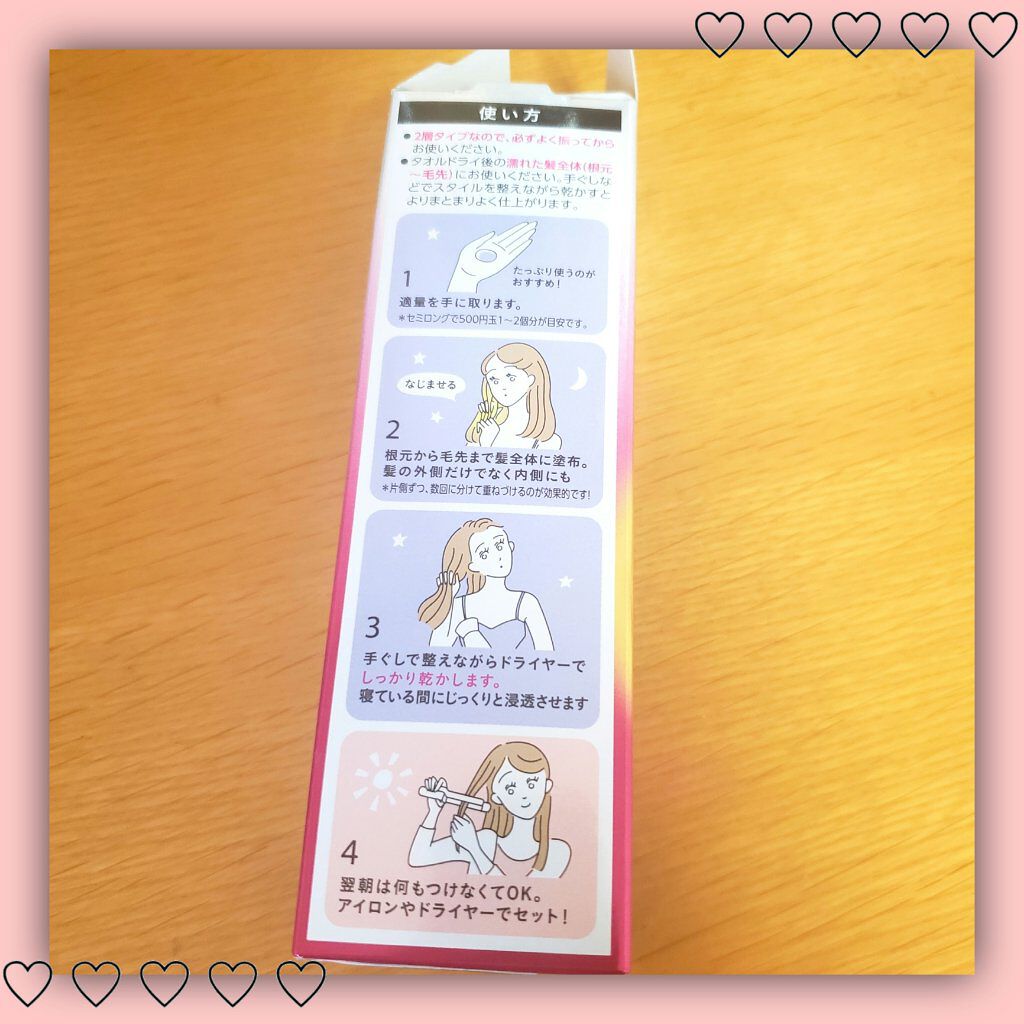 使い方
●2層タイプなので、必ずよく振ってから
お使いください。
●タオルドライ後の濡れた髪全体(根元
〜毛先)にお使いください。手ぐしな
どでスタイルを整えながら乾かすと
よりまとまりよく仕上がります。
たっぷり使うのが
おすすめ!
1
適量を手に取ります。
*セミロングで500円玉1〜2個分が目安です。
なじませる
2
根元から毛先まで髪全体に塗布。
髪の外側だけでなく内側にも
*片側ずつ、数回に分けて重ねづけるのが効果的です!
3
手ぐしで整えながらドライヤーで
しっかり乾かします。
寝ている間にじっくりと浸透させます
4
翌朝は何もつけなくてOK。
アイロンやドライヤーでセット!